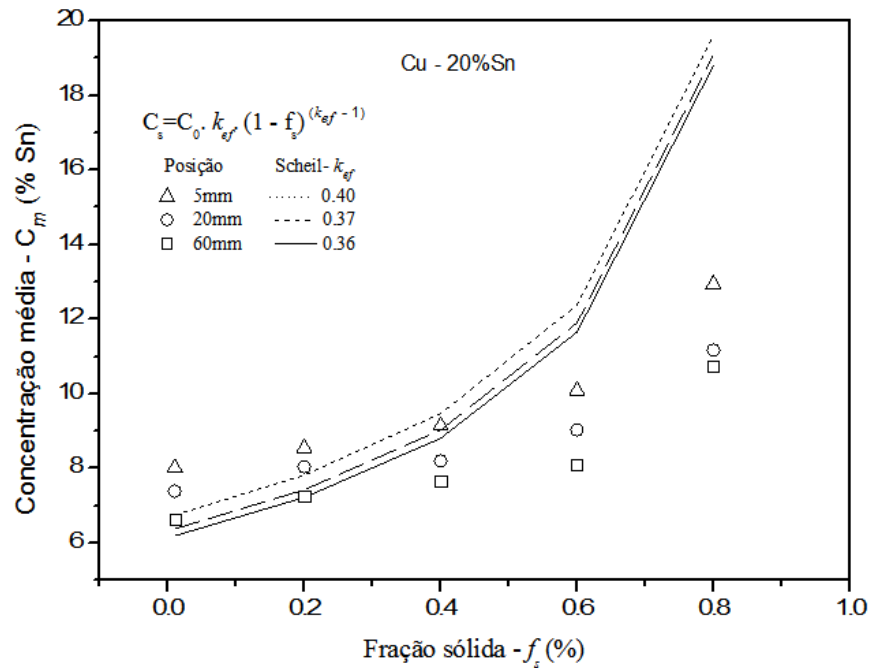 Cu - 20%Sn
C_s=C_0. k_ef. (1 - f_s)^(k_ef - 1)
Posição Scheil- k_ef
△ 5mm 0.40
○ 20mm 0.37
□ 60mm 0.36
Concentração média - C_m (% Sn)
20
18
16
14
12
10
8
6
0.0 0.2 0.4 0.6 0.8 1.0
Fração sólida - f_s (%)